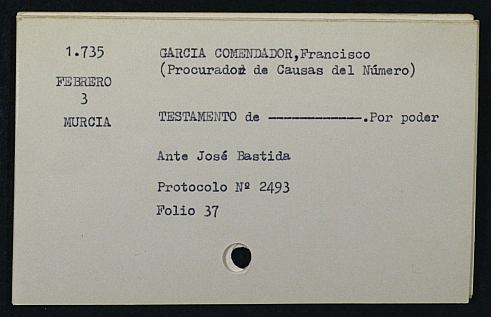 1.735
GARCIA COMENDADOR,Francisco
(Procurador de Causas del Número)
FEBRERO
3
MURCIA
TESTAMENTO de ------------.Por poder
Ante José Bastida
Protocolo Nº 2493
Folio 37